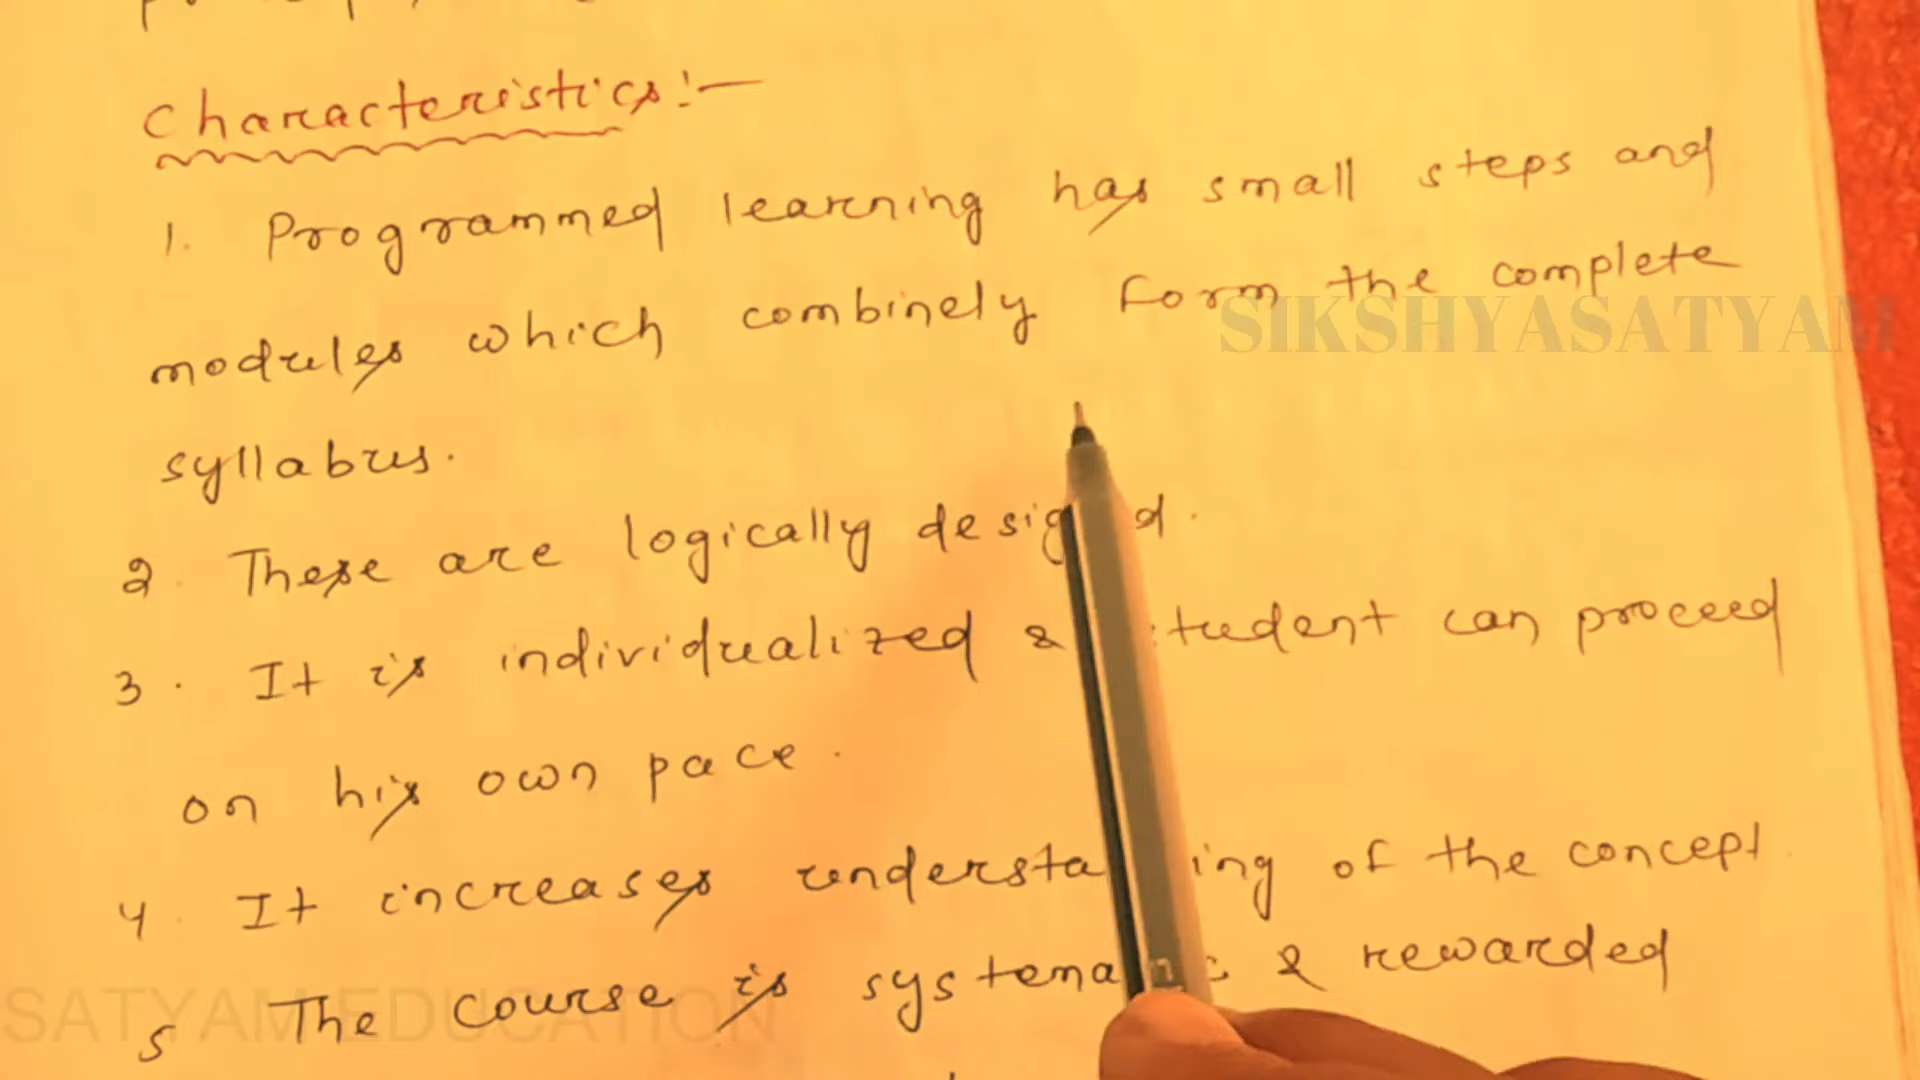 Characteristics:-
1. Programmed learning has small steps and
modules which combinely form the complete
SIKSHYASATYAM
syllabus.
2. These are logically
3. It is individualized & can proceed
on his own pace.
4. It increases of the concept
5 The course is & rewarded
SATYAM EDUCATION